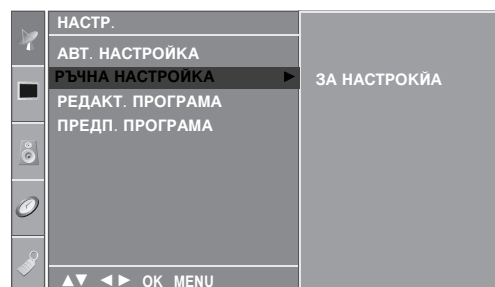 НАСТР.
АВТ. НАСТРОЙКА
РЪЧНА НАСТРОЙКА ►
ЗА НАСТРОКЙА
РЕДАКТ. ПРОГРАМА
ПРЕДП. ПРОГРАМА
▲▼ ◄► OK MENU